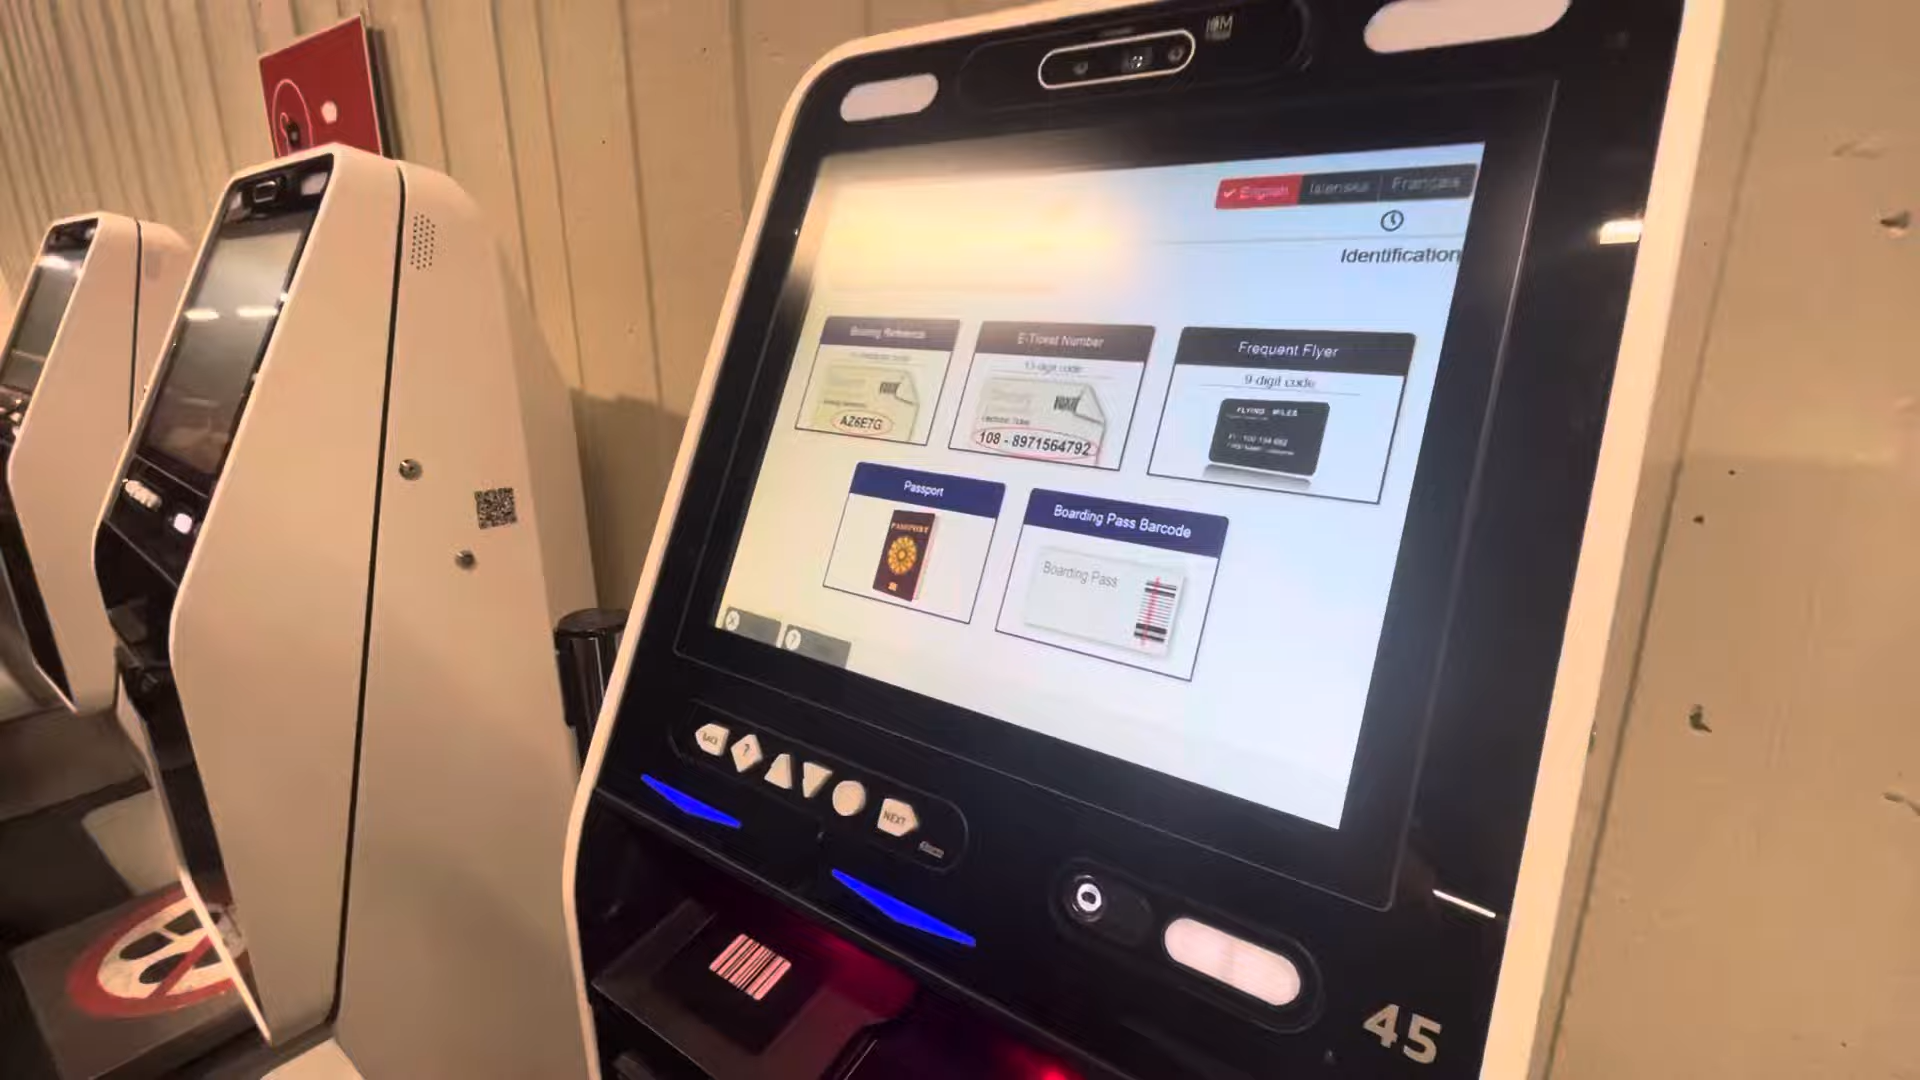 English Íslenska Français
Identification
Booking Reference
E-Ticket Number
Frequent Flyer
13-digit code
9-digit code
AZ6E7G
108 - 8971564792
FLYING MILES
Passport
Boarding Pass Barcode
PASSPORT
Boarding Pass
?
BACK
?
NEXT
45